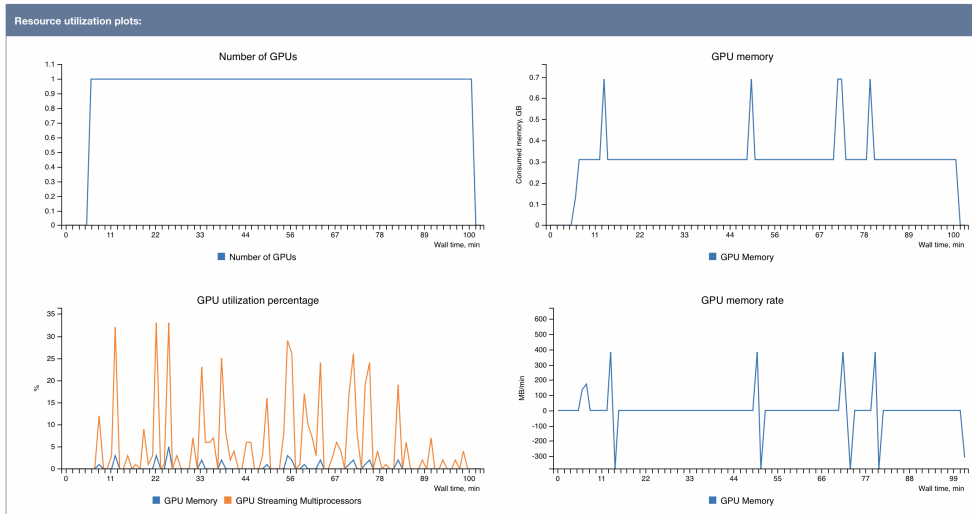 Resource utilization plots:
Number of GPUs
1.1
1
0.9
0.8
0.7
0.6
0.5
0.4
0.3
0.2
0.1
0
0 11 22 33 44 56 67 78 89 100
Wall time, min
Number of GPUs
GPU memory
Consumed memory, GB
0.7
0.6
0.5
0.4
0.3
0.2
0.1
0
0 11 22 33 44 56 67 78 89 100
Wall time, min
GPU Memory
GPU utilization percentage
%
35
30
25
20
15
10
5
0
0 11 22 33 44 56 67 78 89 100
Wall time, min
GPU Memory GPU Streaming Multiprocessors
GPU memory rate
MB/min
600
500
400
300
200
100
0
-100
-200
-300
0 11 22 33 44 55 66 77 88 99
Wall time, min
GPU Memory